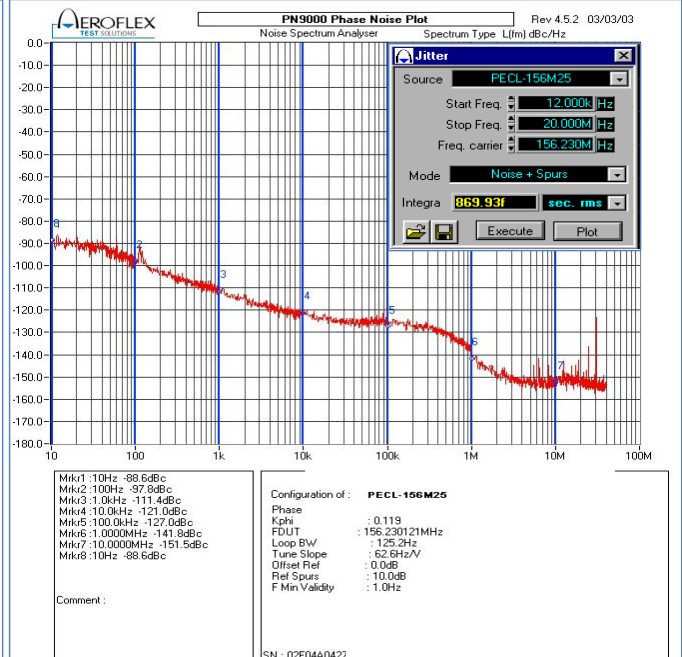 AEROFLEX
TEST SOLUTIONS
PN9000 Phase Noise Plot
Rev 4.5.2 03/03/03
Noise Spectrum Analyser
Spectrum Type L(fm) dBc/Hz
Jitter
Source PECL-156M25
Start Freq. 12.000k Hz
Stop Freq. 20.000M Hz
Freq. carrier 156.230M Hz
Mode Noise + Spurs
Integra 869.93f sec. rms
Execute Plot
0.0
-10.0
-20.0
-30.0
-40.0
-50.0
-60.0
-70.0
-80.0
-90.0
-100.0
-110.0
-120.0
-130.0
-140.0
-150.0
-160.0
-170.0
-180.0
8
2
3
4
5
6
7
10 100 1k 10k 100k 1M 10M 100M
Mrkr1 :10Hz -88.6dBc
Mrkr2 :100Hz -97.8dBc
Mrkr3 :1.0kHz -111.4dBc
Mrkr4 :10.0kHz -121.0dBc
Mrkr5 :100.0kHz -127.0dBc
Mrkr6 :1.0000MHz -141.8dBc
Mrkr7 :10.0000MHz -151.5dBc
Mrkr8 :10Hz -88.6dBc
Comment :
Configuration of : PECL-156M25
Phase
Kphi : 0.119
FDUT : 156.230121MHz
Loop BW : 125.2Hz
Tune Slope : 62.6Hz/V
Offset Ref : 0.0dB
Ref Spurs : 10.0dB
F Min Validity : 1.0Hz